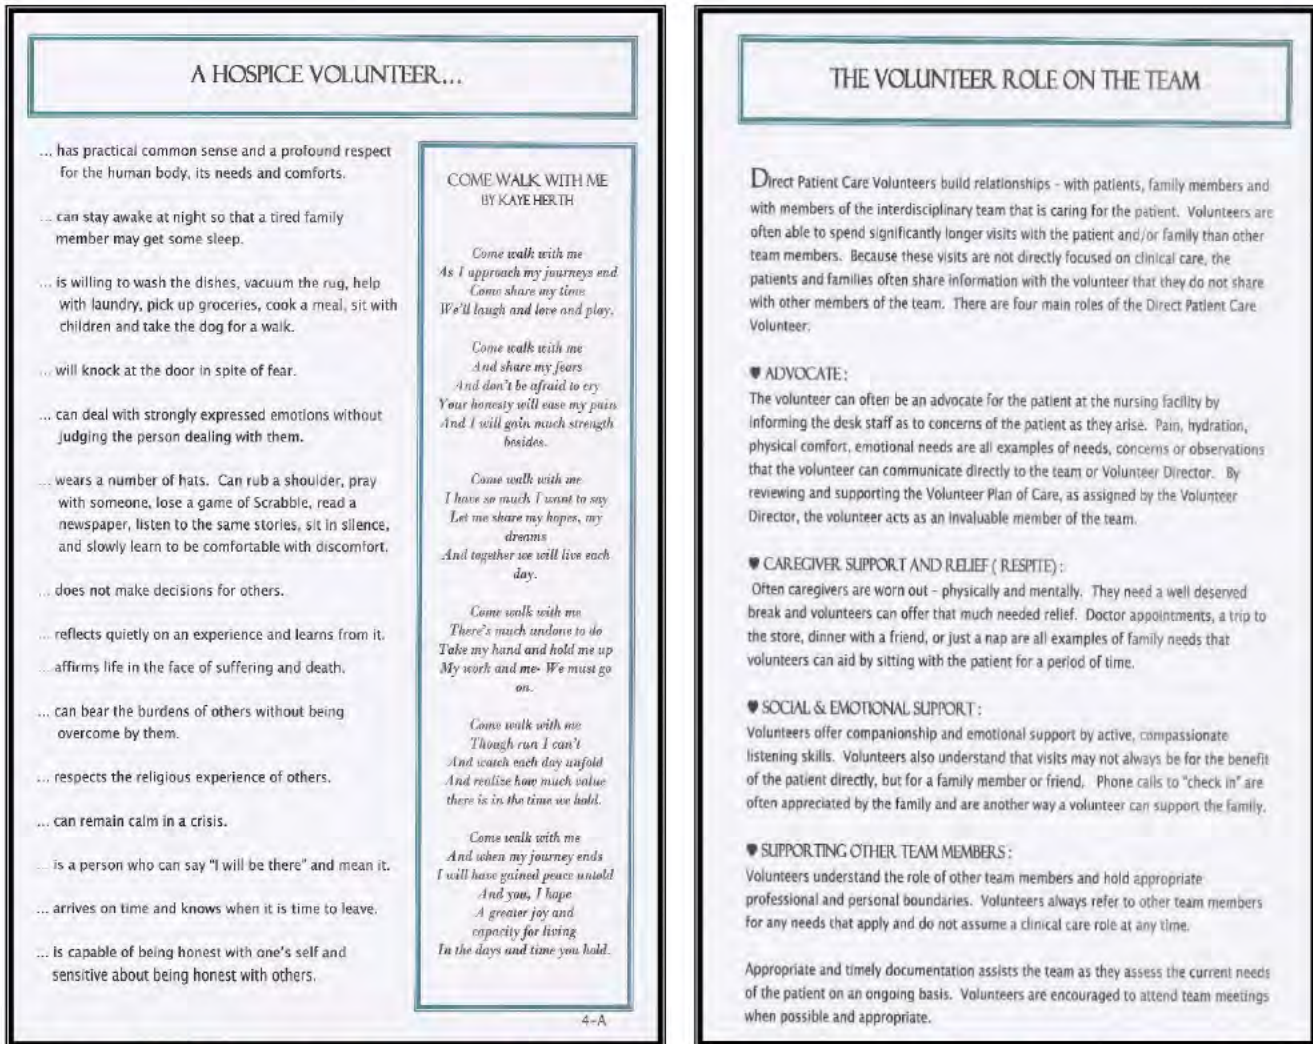 A HOSPICE VOLUNTEER...
... has practical common sense and a profound respect
for the human body, its needs and comforts.
... can stay awake at night so that a tired family
member may get some sleep.
... is willing to wash the dishes, vacuum the rug, help
with laundry, pick up groceries, cook a meal, sit with
children and take the dog for a walk.
... will knock at the door in spite of fear.
... can deal with strongly expressed emotions without
judging the person dealing with them.
... wears a number of hats. Can rub a shoulder, pray
with someone, lose a game of Scrabble, read a
newspaper, listen to the same stories, sit in silence,
and slowly learn to be comfortable with discomfort.
... does not make decisions for others.
... reflects quietly on an experience and learns from it.
... affirms life in the face of suffering and death.
... can bear the burdens of others without being
overcome by them.
... respects the religious experience of others.
... can remain calm in a crisis.
... is a person who can say "I will be there" and mean it.
... arrives on time and knows when it is time to leave.
... is capable of being honest with one's self and
sensitive about being honest with others.
COME WALK WITH ME
BY KAYE HERTH
Come walk with me
As I approach my journeys end
Come share my time
We'll laugh and love and play.
Come walk with me
And share my fears
And don't be afraid to cry
Your honesty will ease my pain
And I will gain much strength
besides.
Come walk with me
I have so much I want to say
Let me share my hopes, my
dreams
And together we will live each
day.
Come walk with me
There's much undone to do
Take my hand and hold me up
My work and me- We must go
on.
Come walk with me
Though run I can't
And watch each day unfold
And realize how much value
there is in the time we hold.
Come walk with me
And when my journey ends
I will have gained peace untold
And you, I hope
A greater joy and
capacity for living
In the days and time you hold.
4-A
THE VOLUNTEER ROLE ON THE TEAM
Direct Patient Care Volunteers build relationships - with patients, family members and
with members of the interdisciplinary team that is caring for the patient. Volunteers are
often able to spend significantly longer visits with the patient and/or family than other
team members. Because these visits are not directly focused on clinical care, the
patients and families often share information with the volunteer that they do not share
with other members of the team. There are four main roles of the Direct Patient Care
Volunteer.
♥ ADVOCATE:
The volunteer can often be an advocate for the patient at the nursing facility by
informing the desk staff as to concerns of the patient as they arise. Pain, hydration,
physical comfort, emotional needs are all examples of needs, concerns or observations
that the volunteer can communicate directly to the team or Volunteer Director. By
reviewing and supporting the Volunteer Plan of Care, as assigned by the Volunteer
Director, the volunteer acts as an invaluable member of the team.
♥ CAREGIVER SUPPORT AND RELIEF ( RESPITE) :
Often caregivers are worn out - physically and mentally. They need a well deserved
break and volunteers can offer that much needed relief. Doctor appointments, a trip to
the store, dinner with a friend, or just a nap are all examples of family needs that
volunteers can aid by sitting with the patient for a period of time.
♥ SOCIAL & EMOTIONAL SUPPORT :
Volunteers offer companionship and emotional support by active, compassionate
listening skills. Volunteers also understand that visits may not always be for the benefit
of the patient directly, but for a family member or friend. Phone calls to "check in" are
often appreciated by the family and are another way a volunteer can support the family.
♥ SUPPORTING OTHER TEAM MEMBERS :
Volunteers understand the role of other team members and hold appropriate
professional and personal boundaries. Volunteers always refer to other team members
for any needs that apply and do not assume a clinical care role at any time.
Appropriate and timely documentation assists the team as they assess the current needs
of the patient on an ongoing basis. Volunteers are encouraged to attend team meetings
when possible and appropriate.